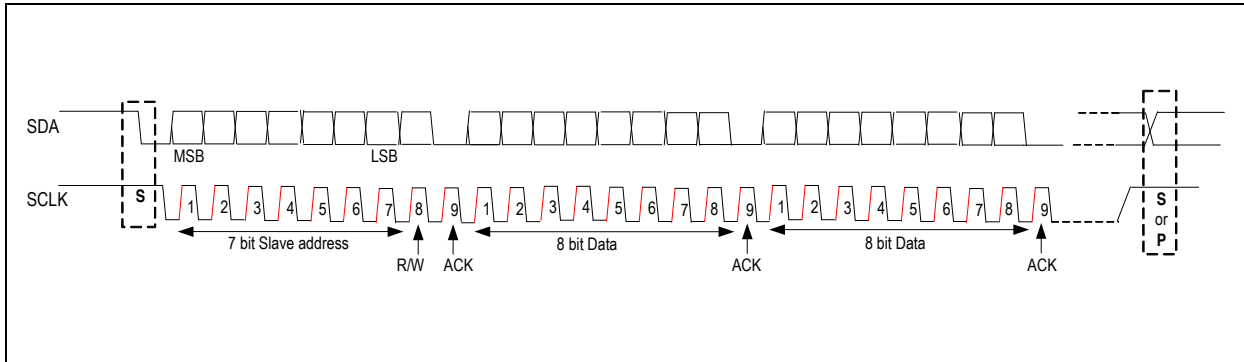 SDA
MSB LSB
SCLK S 1 2 3 4 5 6 7 8 9 1 2 3 4 5 6 7 8 9 1 2 3 4 5 6 7 8 9 S
or
P
7 bit Slave address 8 bit Data 8 bit Data
R/W ACK ACK ACK